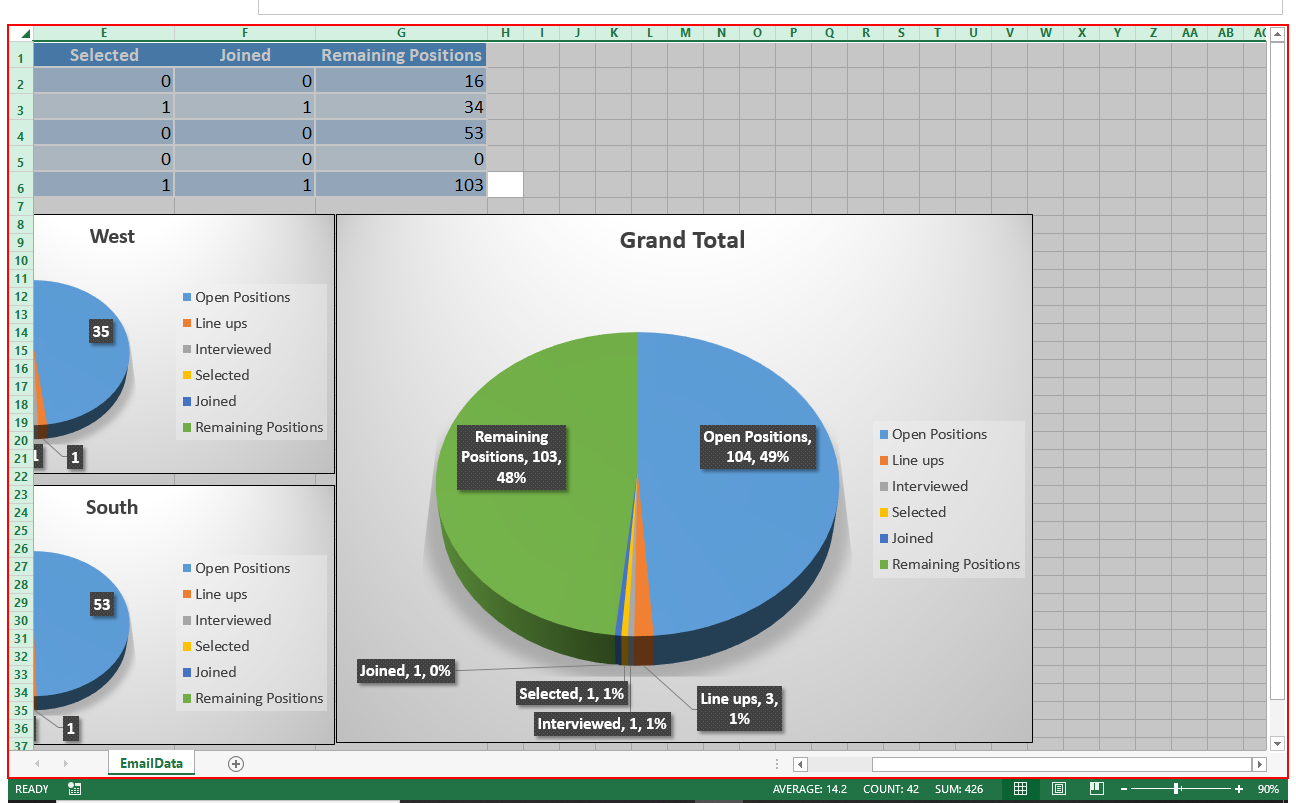 E F G H I J K L M N O P Q R S T U V W X Y Z AA AB AC
1 Selected Joined Remaining Positions
2 0 0 16
3 1 1 34
4 0 0 53
5 0 0 0
6 1 1 103
7
8
9
10
11
12
13
14
15
16
17
18
19
20
21
22
23
24
25
26
27
28
29
30
31
32
33
34
35
36
37
West
35
1
1
Open Positions
Line ups
Interviewed
Selected
Joined
Remaining Positions
South
53
1
Open Positions
Line ups
Interviewed
Selected
Joined
Remaining Positions
Grand Total
Remaining
Positions, 103,
48%
Open Positions,
104, 49%
Joined, 1, 0%
Selected, 1, 1%
Interviewed, 1, 1%
Line ups, 3,
1%
Open Positions
Line ups
Interviewed
Selected
Joined
Remaining Positions
EmailData
READY AVERAGE: 14.2 COUNT: 42 SUM: 426 90%